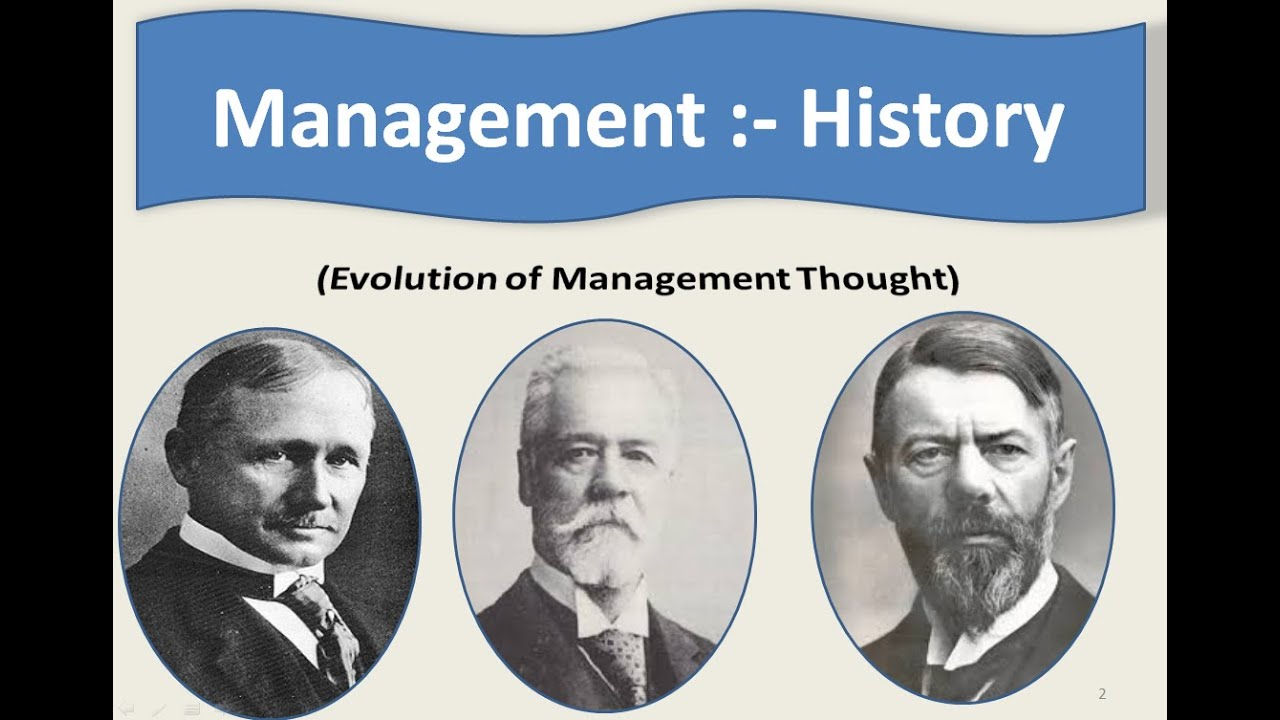 Management :- History
(Evolution of Management Thought)
2